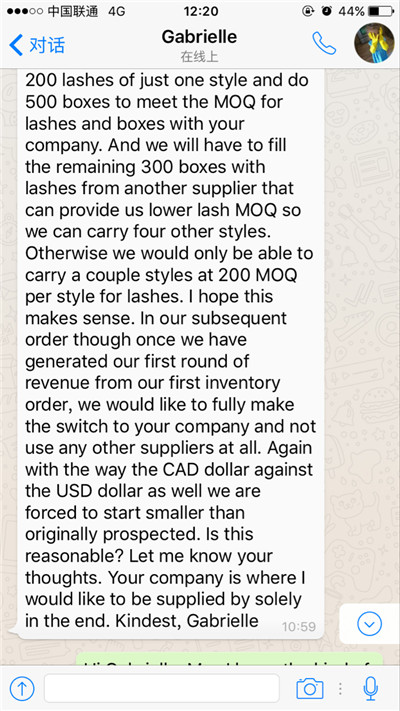 中国联通 4G 12:20 44%
对话 Gabrielle
在线上
200 lashes of just one style and do
500 boxes to meet the MOQ for
lashes and boxes with your
company. And we will have to fill
the remaining 300 boxes with
lashes from another supplier that
can provide us lower lash MOQ so
we can carry four other styles.
Otherwise we would only be able to
carry a couple styles at 200 MOQ
per style for lashes. I hope this
makes sense. In our subsequent
order though once we have
generated our first round of
revenue from our first inventory
order, we would like to fully make
the switch to your company and not
use any other suppliers at all. Again
with the way the CAD dollar against
the USD dollar as well we are
forced to start smaller than
originally prospected. Is this
reasonable? Let me know your
thoughts. Your company is where I
would like to be supplied by solely
in the end. Kindest, Gabrielle 10:59